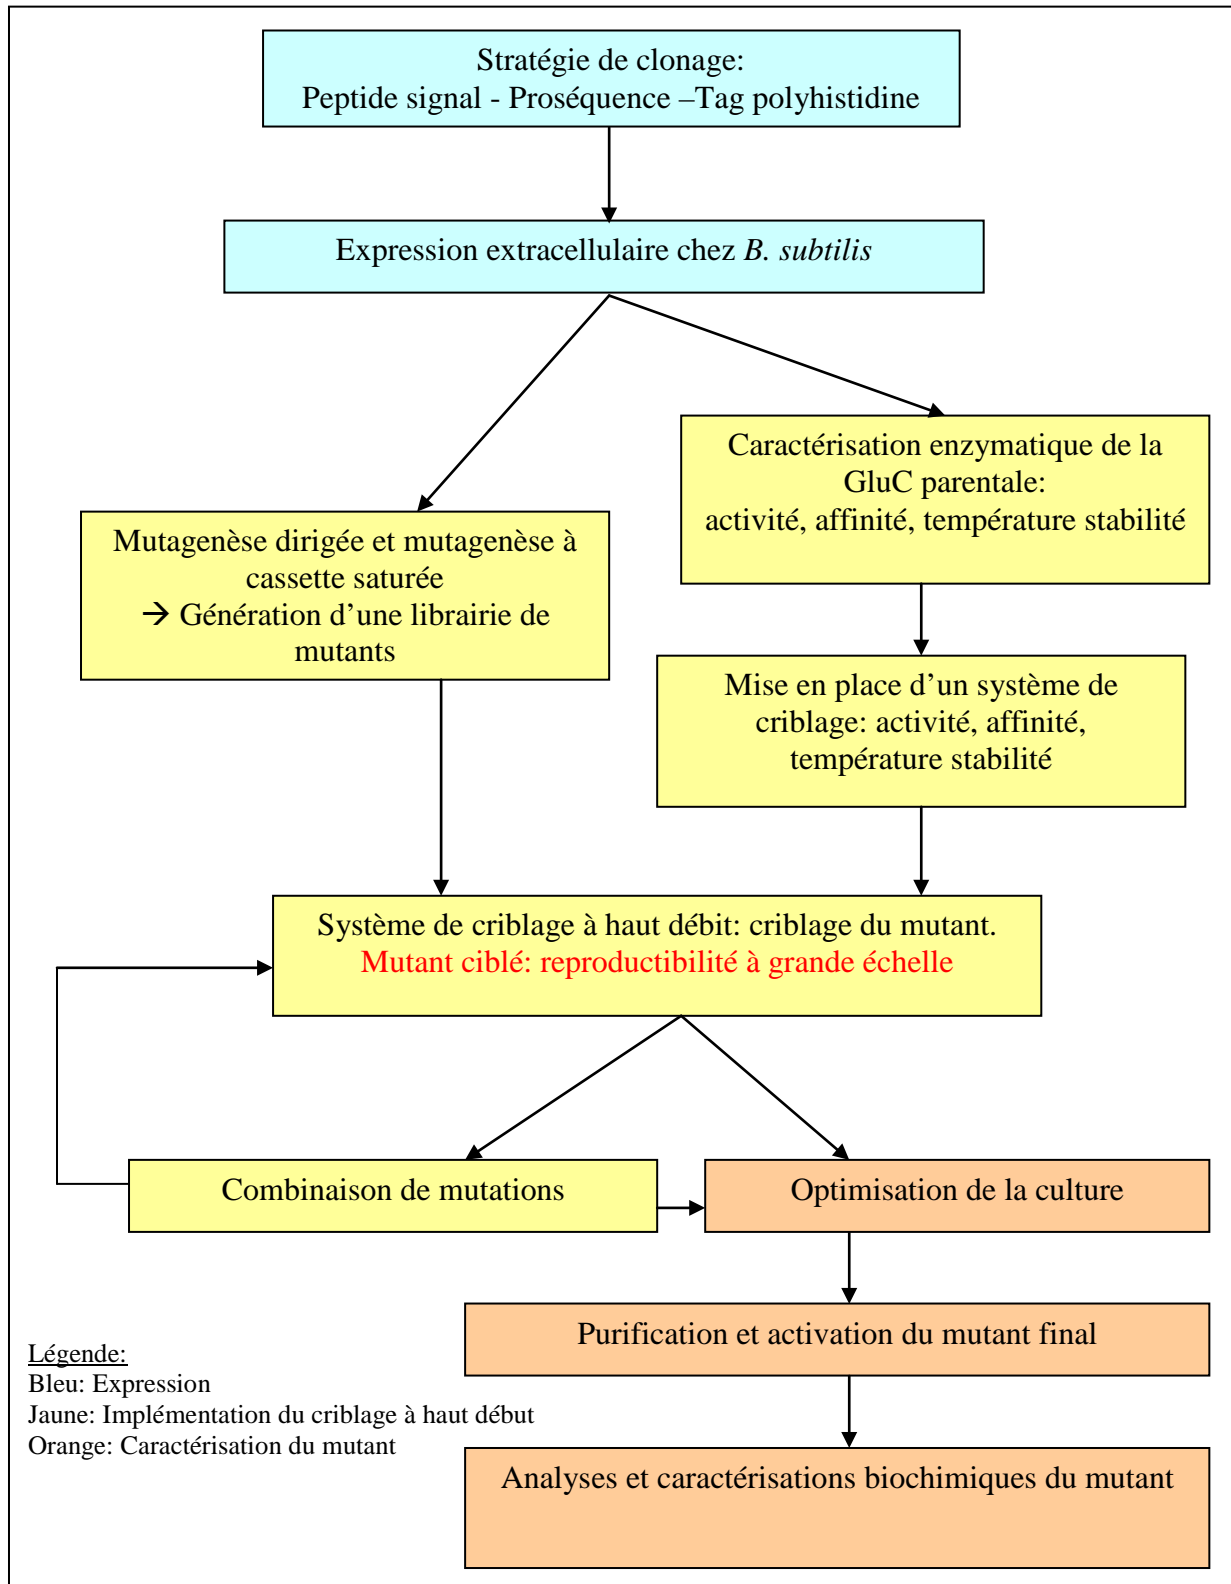 Stratégie de clonage:
Peptide signal - Proséquence –Tag polyhistidine
Expression extracellulaire chez B. subtilis
Caractérisation enzymatique de la
GluC parentale:
activité, affinité, température stabilité
Mutagenèse dirigée et mutagenèse à
cassette saturée
→ Génération d’une librairie de
mutants
Mise en place d’un système de
criblage: activité, affinité,
température stabilité
Système de criblage à haut débit: criblage du mutant.
Mutant ciblé: reproductibilité à grande échelle
Combinaison de mutations
Optimisation de la culture
Purification et activation du mutant final
Légende:
Bleu: Expression
Jaune: Implémentation du criblage à haut début
Orange: Caractérisation du mutant
Analyses et caractérisations biochimiques du mutant